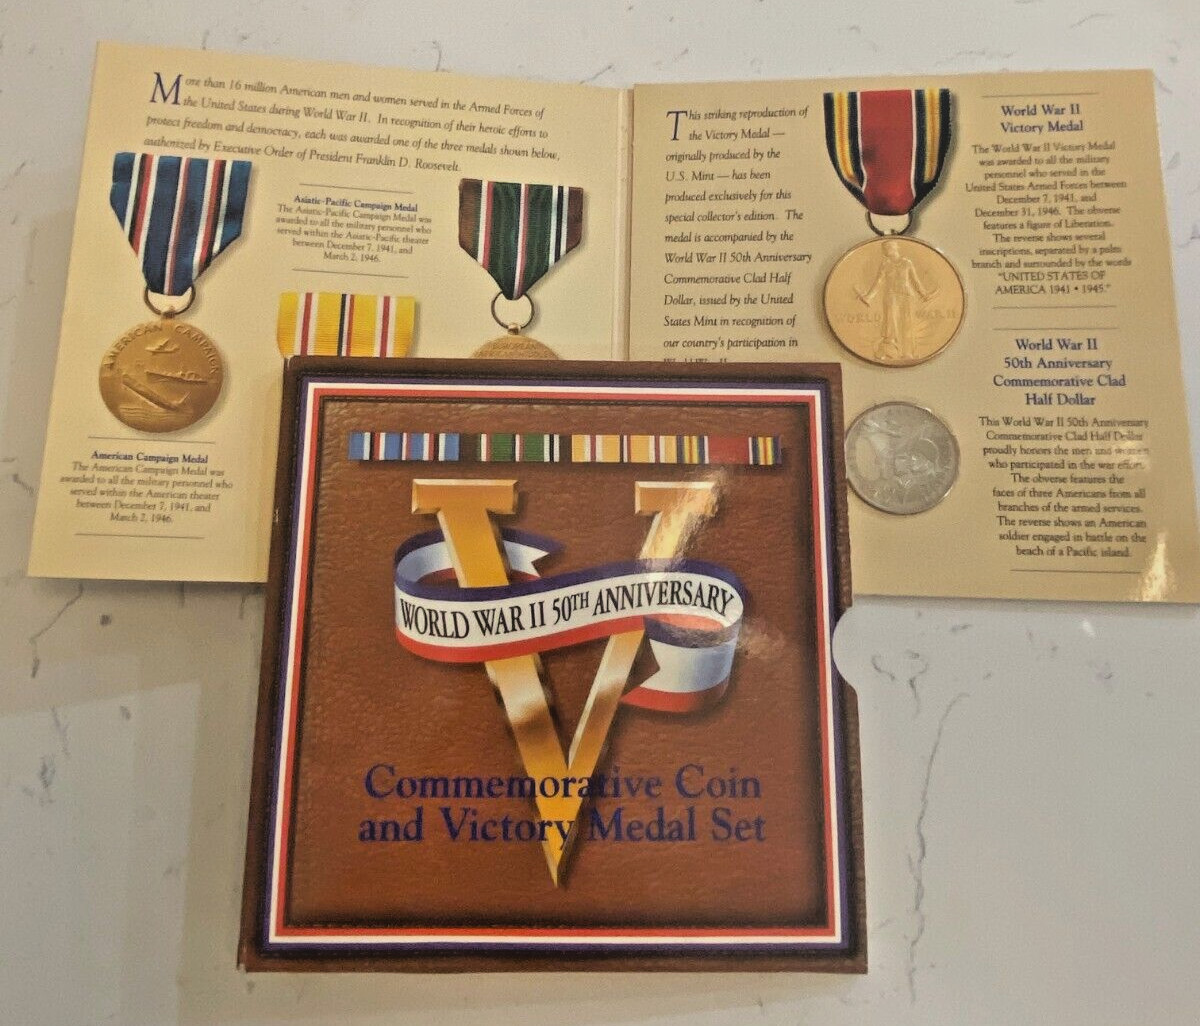 More than 16 million American men and women served in the Armed Forces of
the United States during World War II. In recognition of their heroic efforts to
protect freedom and democracy, each was awarded one of the three medals shown below,
authorized by Executive Order of President Franklin D. Roosevelt.
Asiatic-Pacific Campaign Medal
The Asiatic-Pacific Campaign Medal was
awarded to all the military personnel who
served within the Asiatic-Pacific theater
between December 7, 1941, and
March 2, 1946.
AMERICAN CAMPAIGN
American Campaign Medal
The American Campaign Medal was
awarded to all the military personnel who
served within the American theater
between December 7, 1941, and
March 2, 1946.
EUROPEAN
This striking reproduction of
the Victory Medal —
originally produced by the
U.S. Mint — has been
produced exclusively for this
special collector's edition. The
medal is accompanied by the
World War II 50th Anniversary
Commemorative Clad Half
Dollar, issued by the United
States Mint in recognition of
our country's participation in
World War II
WORLD WAR II
World War II
Victory Medal
The World War II Victory Medal
was awarded to all the military
personnel who served in the
United States Armed Forces between
December 7, 1941, and
December 31, 1946. The obverse
features a figure of Liberation.
The reverse shows several
inscriptions, separated by a palm
branch and surrounded by the words
"UNITED STATES OF
AMERICA 1941 • 1945."
World War II
50th Anniversary
Commemorative Clad
Half Dollar
This World War II 50th Anniversary
Commemorative Clad Half Dollar
proudly honors the men and women
who participated in the war effort.
The obverse features the
faces of three Americans from all
branches of the armed services.
The reverse shows an American
soldier engaged in battle on the
beach of a Pacific island.
V
WORLD WAR II 50TH ANNIVERSARY
Commemorative Coin
and Victory Medal Set